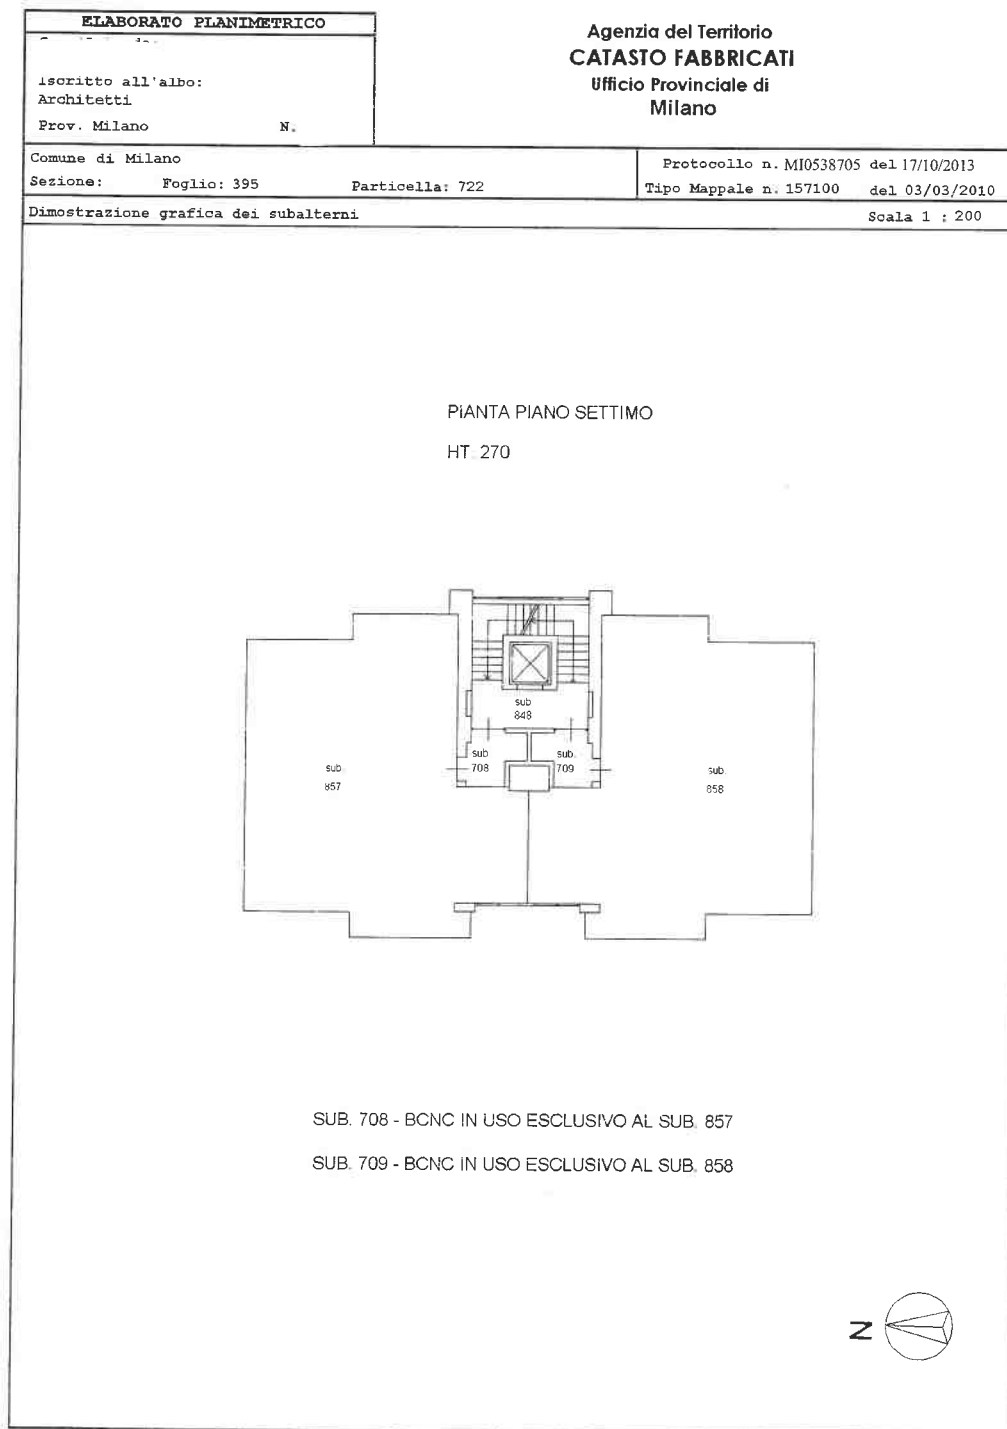 ELABORATO PLANIMETRICO
Iscritto all'albo:
Architetti
Prov. Milano N.
Agenzia del Territorio
CATASTO FABBRICATI
Ufficio Provinciale di
Milano
Comune di Milano
Sezione: Foglio: 395 Particella: 722
Protocollo n. MI0538705 del 17/10/2013
Tipo Mappale n. 157100 del 03/03/2010
Dimostrazione grafica dei subalterni
Scala 1 : 200
PIANTA PIANO SETTIMO
HT. 270
sub
848
sub
708
sub.
709
sub.
857
sub.
858
SUB. 708 - BCNC IN USO ESCLUSIVO AL SUB. 857
SUB. 709 - BCNC IN USO ESCLUSIVO AL SUB. 858
N